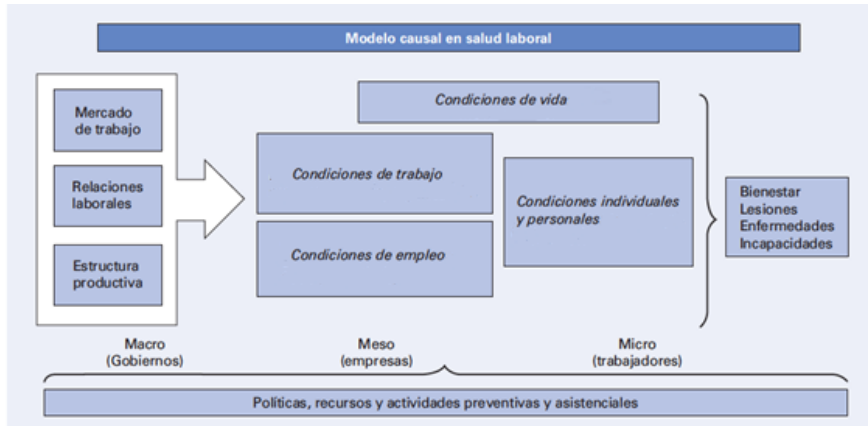 Modelo causal en salud laboral
Mercado
de trabajo
Relaciones
laborales
Estructura
productiva
Condiciones de vida
Condiciones de trabajo
Condiciones de empleo
Condiciones individuales
y personales
Bienestar
Lesiones
Enfermedades
Incapacidades
Macro
(Gobiernos)
Meso
(empresas)
Micro
(trabajadores)
Políticas, recursos y actividades preventivas y asistenciales